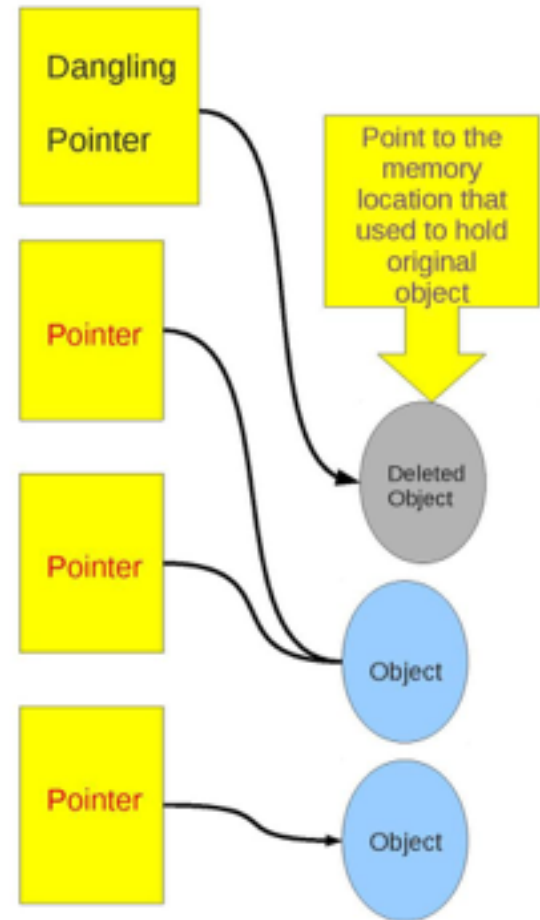 Dangling
Pointer
Point to the
memory
location that
used to hold
original
object
Pointer
Deleted
Object
Pointer
Object
Pointer
Object